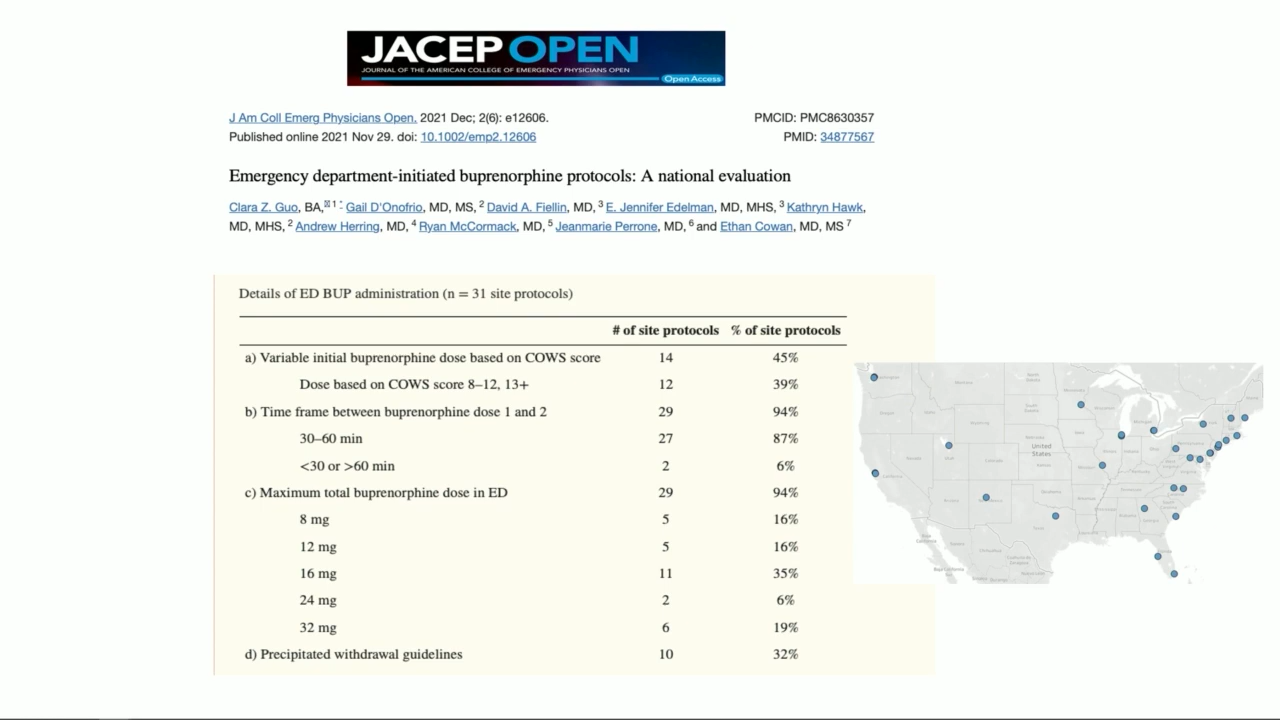 JACEP OPEN
JOURNAL OF THE AMERICAN COLLEGE OF EMERGENCY PHYSICIANS OPEN
Open Access
J Am Coll Emerg Physicians Open. 2021 Dec; 2(6): e12606.
PMCID: PMC8630357
Published online 2021 Nov 29. doi: 10.1002/emp2.12606
PMID: 34877567
Emergency department-initiated buprenorphine protocols: A national evaluation
Clara Z. Guo, BA, 1 Gail D'Onofrio, MD, MS, 2 David A. Fiellin, MD, 3 E. Jennifer Edelman, MD, MHS, 3 Kathryn Hawk,
MD, MHS, 2 Andrew Herring, MD, 4 Ryan McCormack, MD, 5 Jeanmarie Perrone, MD, 6 and Ethan Cowan, MD, MS 7
Details of ED BUP administration (n = 31 site protocols)
# of site protocols % of site protocols
a) Variable initial buprenorphine dose based on COWS score 14 45%
Dose based on COWS score 8–12, 13+ 12 39%
b) Time frame between buprenorphine dose 1 and 2 29 94%
30–60 min 27 87%
<30 or >60 min 2 6%
c) Maximum total buprenorphine dose in ED 29 94%
8 mg 5 16%
12 mg 5 16%
16 mg 11 35%
24 mg 2 6%
32 mg 6 19%
d) Precipitated withdrawal guidelines 10 32%
United
States